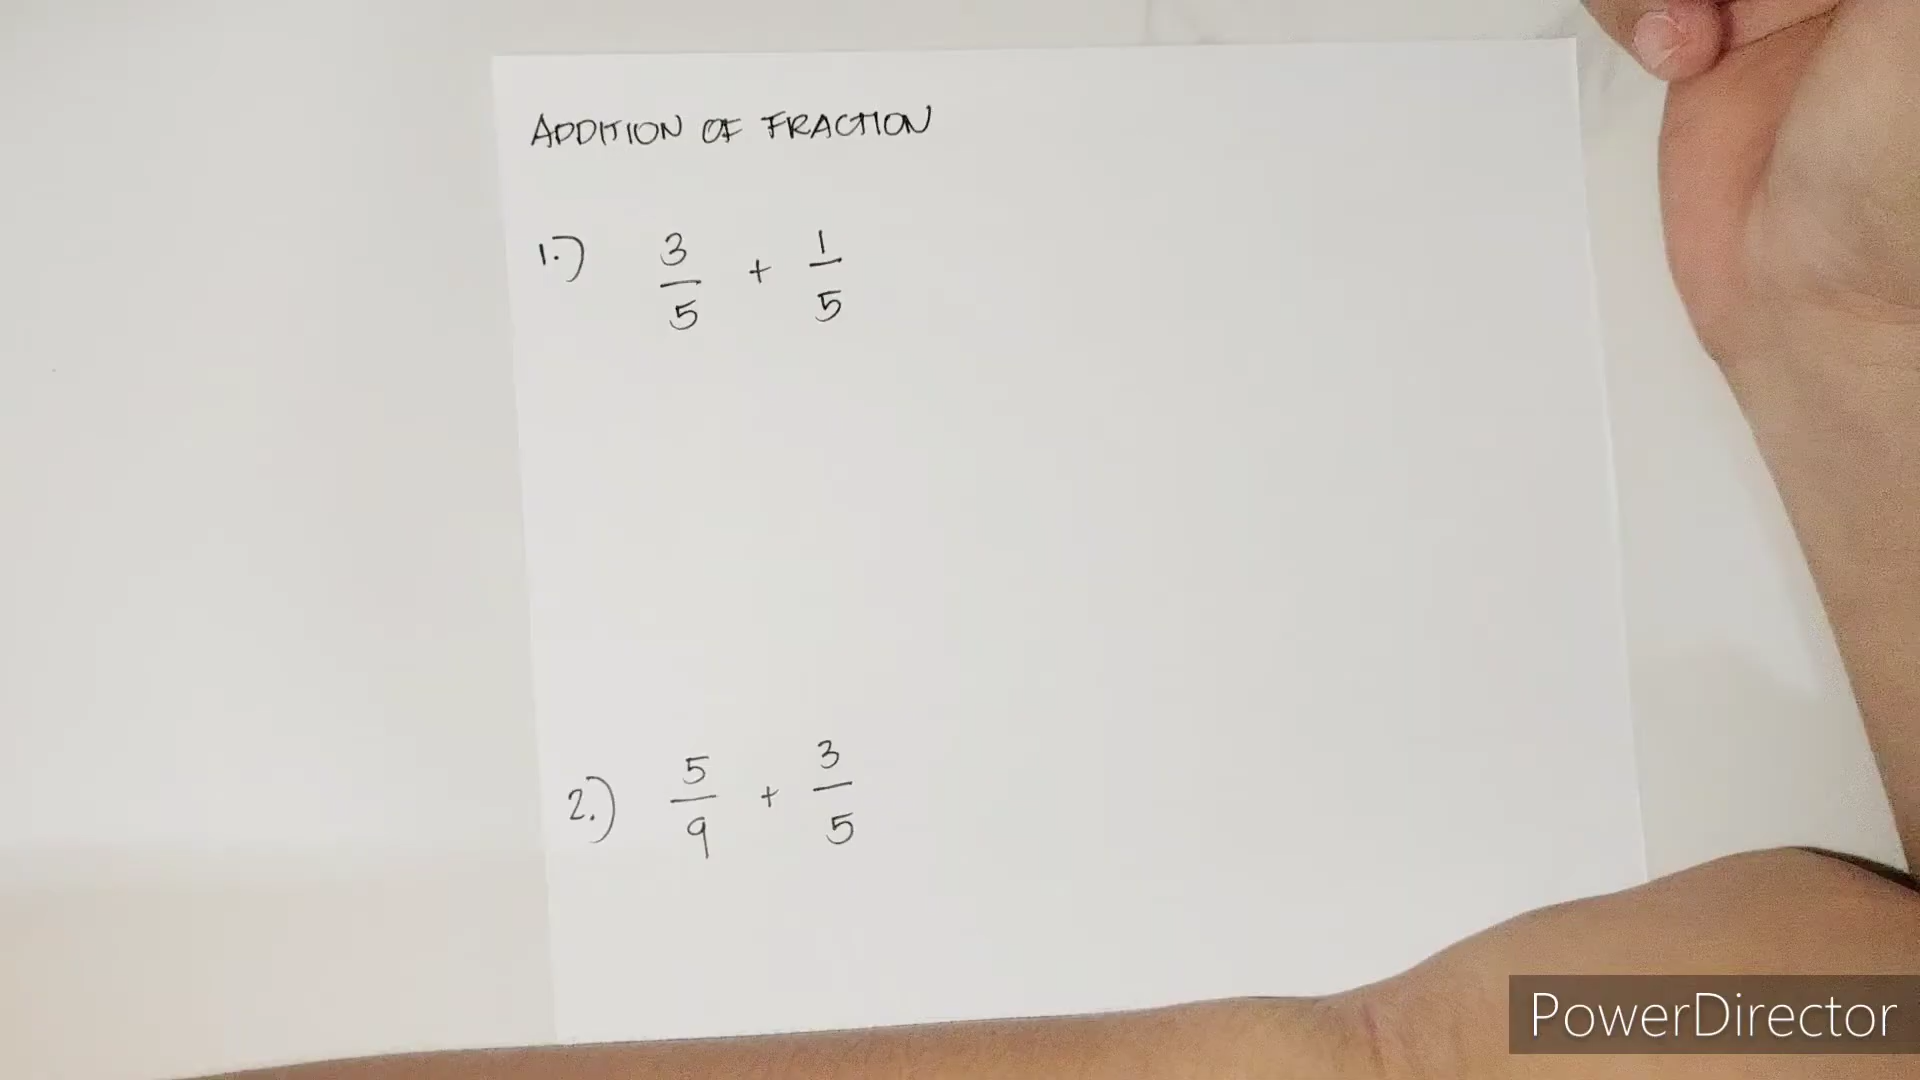 ADDITION OF FRACTION
1.) 3/5 + 1/5
2.) 5/9 + 3/5
PowerDirector